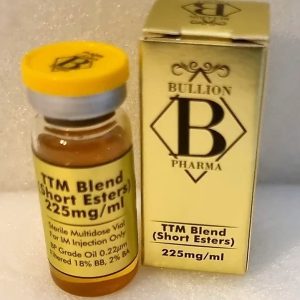 TTM Blend
(Short Esters)
225mg/ml
Sterile Multidose Vial
For IM Injection Only
BP Grade Oil 0.22µm
Filtered 18% BB, 2% BA
B
BULLION
B
PHARMA
TTM Blend
(Short Esters)
225mg/ml